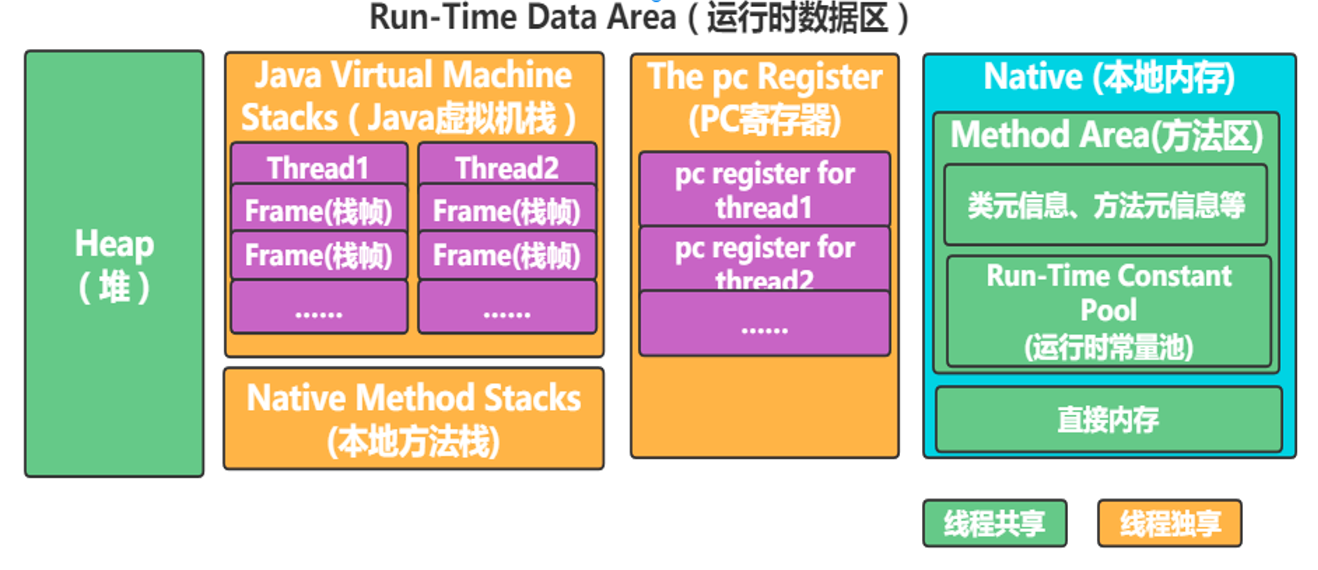 Run-Time Data Area（运行时数据区）
Heap
（堆）
Java Virtual Machine
Stacks（Java虚拟机栈）
Thread1
Frame(栈帧)
Frame(栈帧)
......
Thread2
Frame(栈帧)
Frame(栈帧)
......
Native Method Stacks
(本地方法栈)
The pc Register
(PC寄存器)
pc register for
thread1
pc register for
thread2
......
Native (本地内存)
Method Area(方法区)
类元信息、方法元信息等
Run-Time Constant
Pool
(运行时常量池)
直接内存
线程共享
线程独享